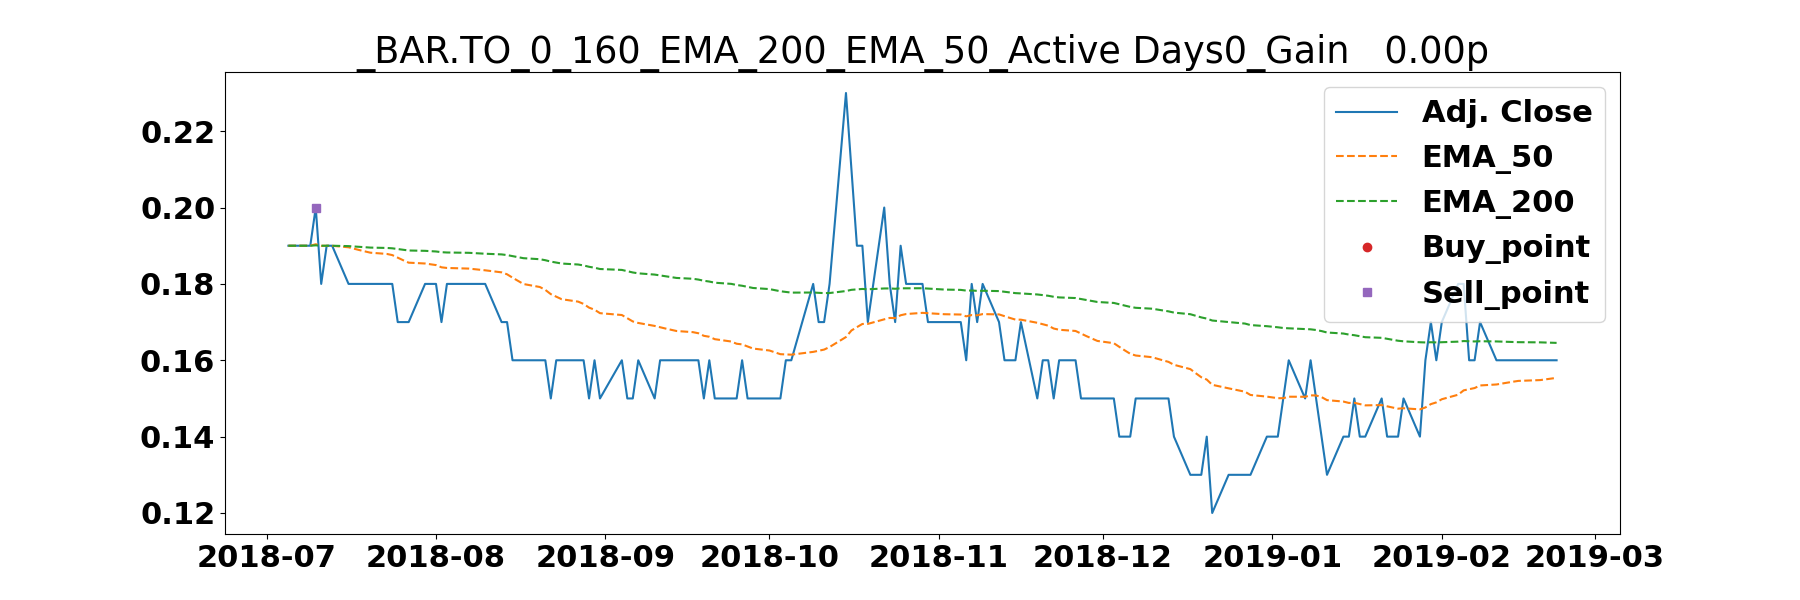 _BAR.TO_0_160_EMA_200_EMA_50_Active Days0_Gain   0.00p
Adj. Close
EMA_50
EMA_200
Buy_point
Sell_point
0.22
0.20
0.18
0.16
0.14
0.12
2018-07 2018-08 2018-09 2018-10 2018-11 2018-12 2019-01 2019-02 2019-03